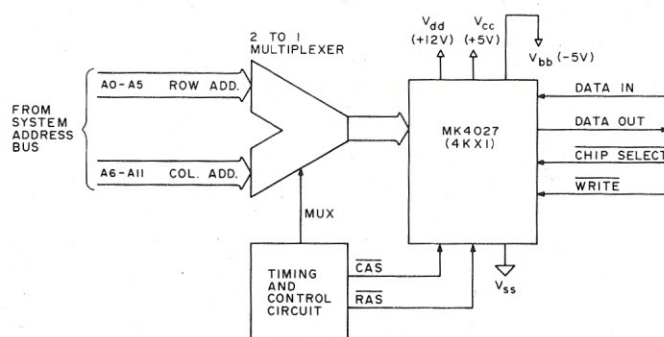 2 TO 1
MULTIPLEXER
Vdd
(+12V)
Vcc
(+5V)
Vbb (-5V)
FROM
SYSTEM
ADDRESS
BUS
A0-A5 ROW ADD.
A6-A11 COL. ADD.
MK4027
(4KX1)
DATA IN
DATA OUT
CHIP SELECT
WRITE
MUX
TIMING
AND
CONTROL
CIRCUIT
CAS
RAS
Vss